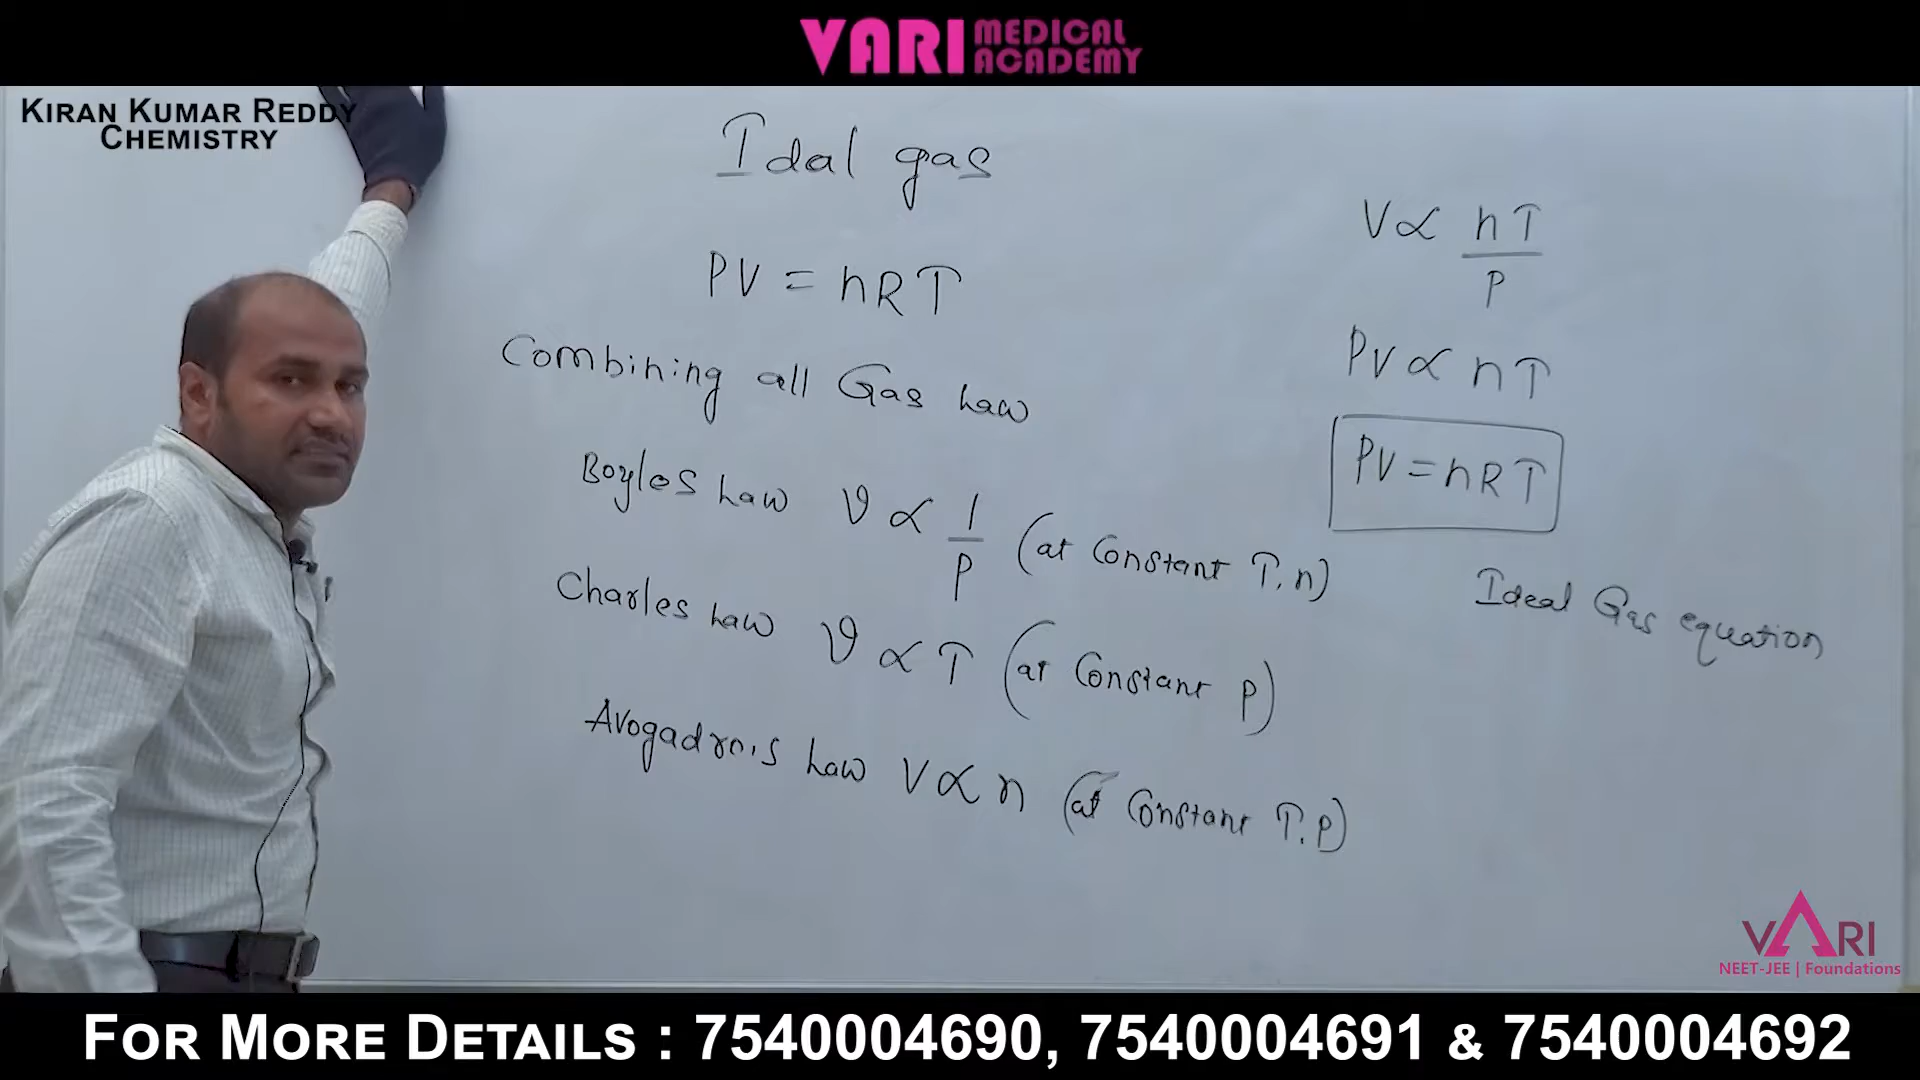 VARI MEDICAL ACADEMY
KIRAN KUMAR REDDY
CHEMISTRY
Idal gas
PV = nRT
Combining all Gas Law
Boyles Law V ∝ 1/P (at Constant T, n)
Charles Law V ∝ T (at Constant P)
Avogadro's Law V ∝ n (at Constant T, P)
V ∝ nT/P
PV ∝ nT
PV = nRT
Ideal Gas equation
VARI
NEET-JEE | Foundations
FOR MORE DETAILS : 7540004690, 7540004691 & 7540004692